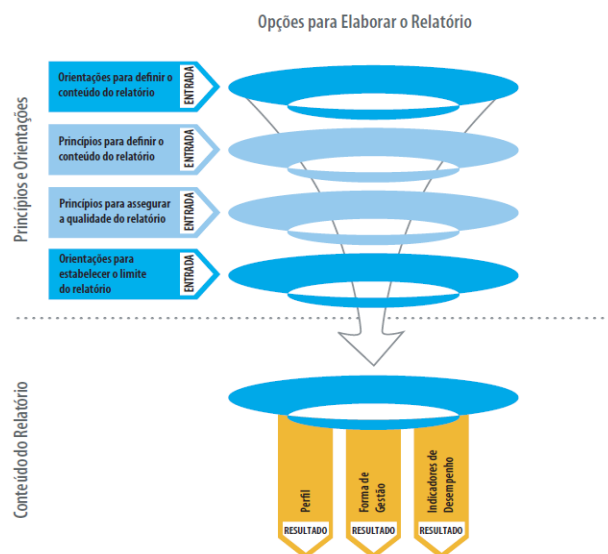 Opções para Elaborar o Relatório
Princípios e Orientações
Orientações para definir o
conteúdo do relatório
ENTRADA
Princípios para definir o
conteúdo do relatório
ENTRADA
Princípios para assegurar
a qualidade do relatório
ENTRADA
Orientações para
estabelecer o limite
do relatório
ENTRADA
Conteúdo do Relatório
Perfil
RESULTADO
Forma de
Gestão
RESULTADO
Indicadores de
Desempenho
RESULTADO